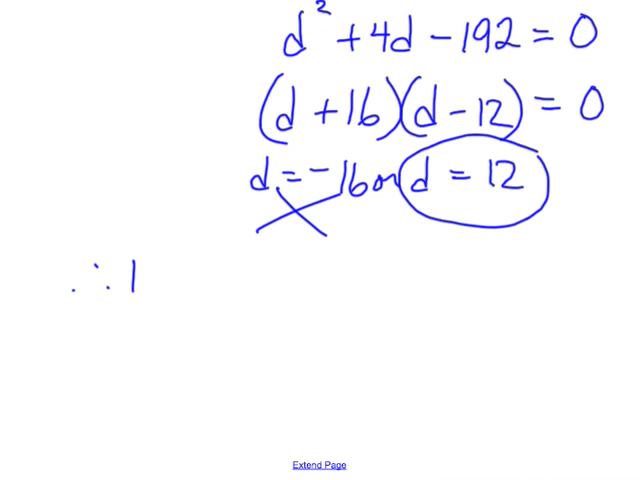 d² + 4d - 192 = 0
(d + 16)(d - 12) = 0
d = -16 or d = 12
∴ 1
Extend Page